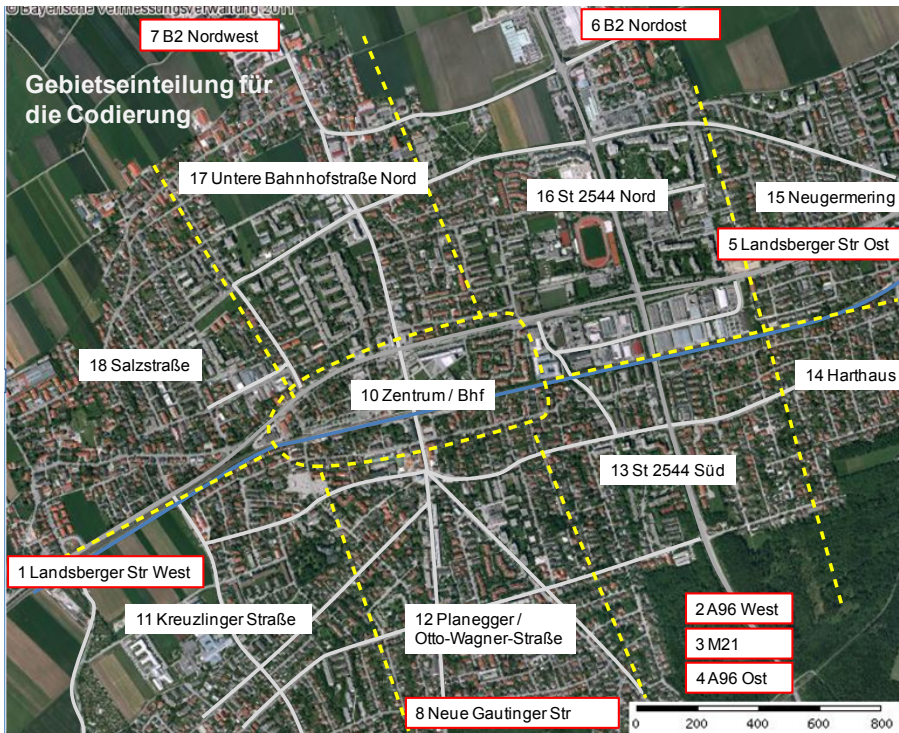 © Bayerische Vermessungsverwaltung 2011
7 B2 Nordwest
6 B2 Nordost
Gebietseinteilung für
die Codierung
17 Untere Bahnhofstraße Nord
16 St 2544 Nord
15 Neugermering
5 Landsberger Str Ost
18 Salzstraße
10 Zentrum / Bhf
14 Harthaus
13 St 2544 Süd
1 Landsberger Str West
11 Kreuzlinger Straße
12 Planegger /
Otto-Wagner-Straße
2 A96 West
3 M21
4 A96 Ost
8 Neue Gautinger Str
0 200 400 600 800